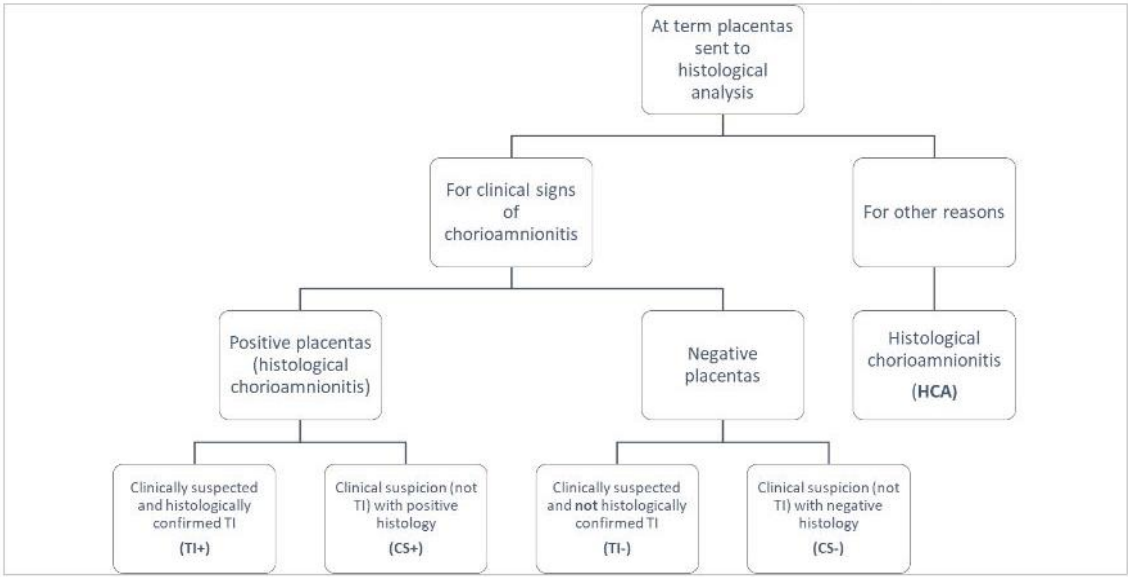 At term placentas
sent to
histological
analysis
For clinical signs
of
chorioamnionitis
For other reasons
Positive placentas
(histological
chorioamnionitis)
Negative
placentas
Histological
chorioamnionitis
(HCA)
Clinically suspected
and histologically
confirmed TI
(TI+)
Clinical suspicion (not
TI) with positive
histology
(CS+)
Clinically suspected
and not histologically
confirmed TI
(TI-)
Clinical suspicion (not
TI) with negative
histology
(CS-)